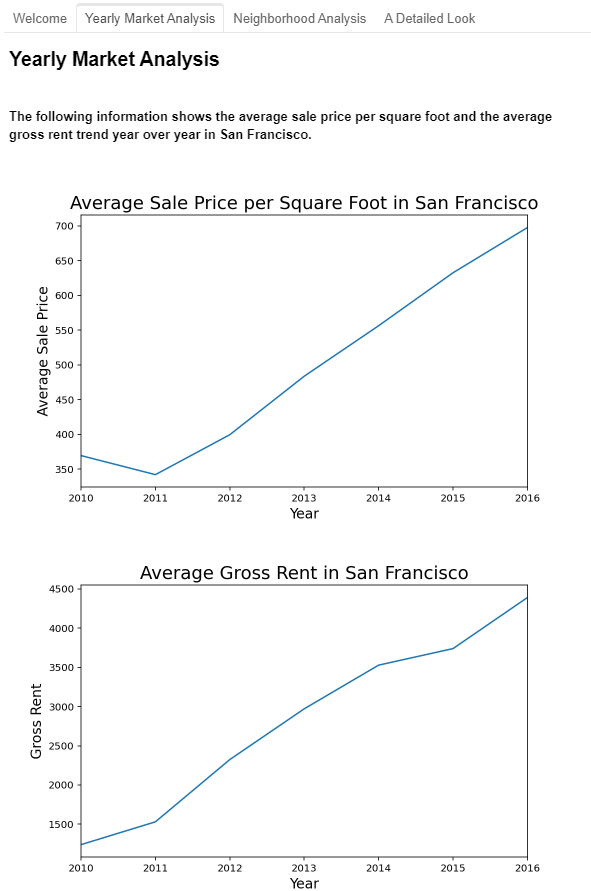 Welcome Yearly Market Analysis Neighborhood Analysis A Detailed Look
Yearly Market Analysis
The following information shows the average sale price per square foot and the average
gross rent trend year over year in San Francisco.
Average Sale Price per Square Foot in San Francisco
700
650
600
550
500
450
400
350
Average Sale Price
2010 2011 2012 2013 2014 2015 2016
Year
Average Gross Rent in San Francisco
4500
4000
3500
3000
2500
2000
1500
Gross Rent
2010 2011 2012 2013 2014 2015 2016
Year